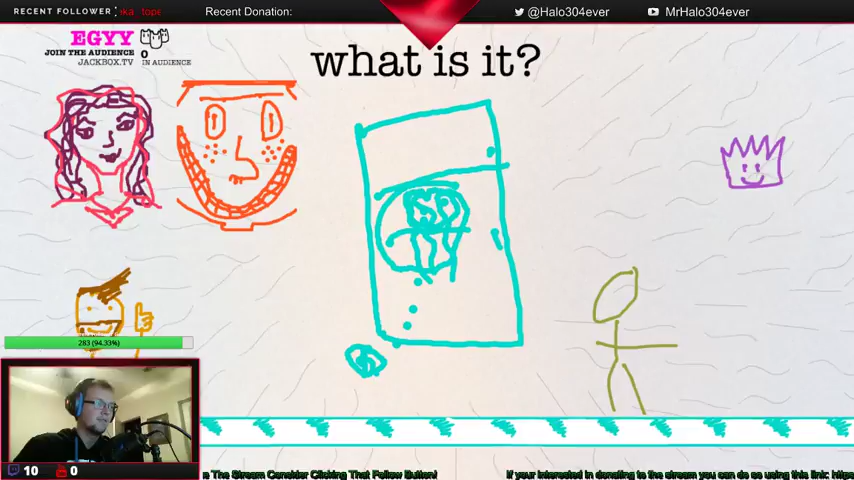 RECENT FOLLOWER
Recent Donation:
@Halo304ever
MrHalo304ever
EGYY
JOIN THE AUDIENCE
JACKBOX.TV
0
IN AUDIENCE
what is it?
283 (94.33%)
10
0
The Stream Consider Clicking That Follow Button!
If your interested in donating to the stream you can do so using this link: